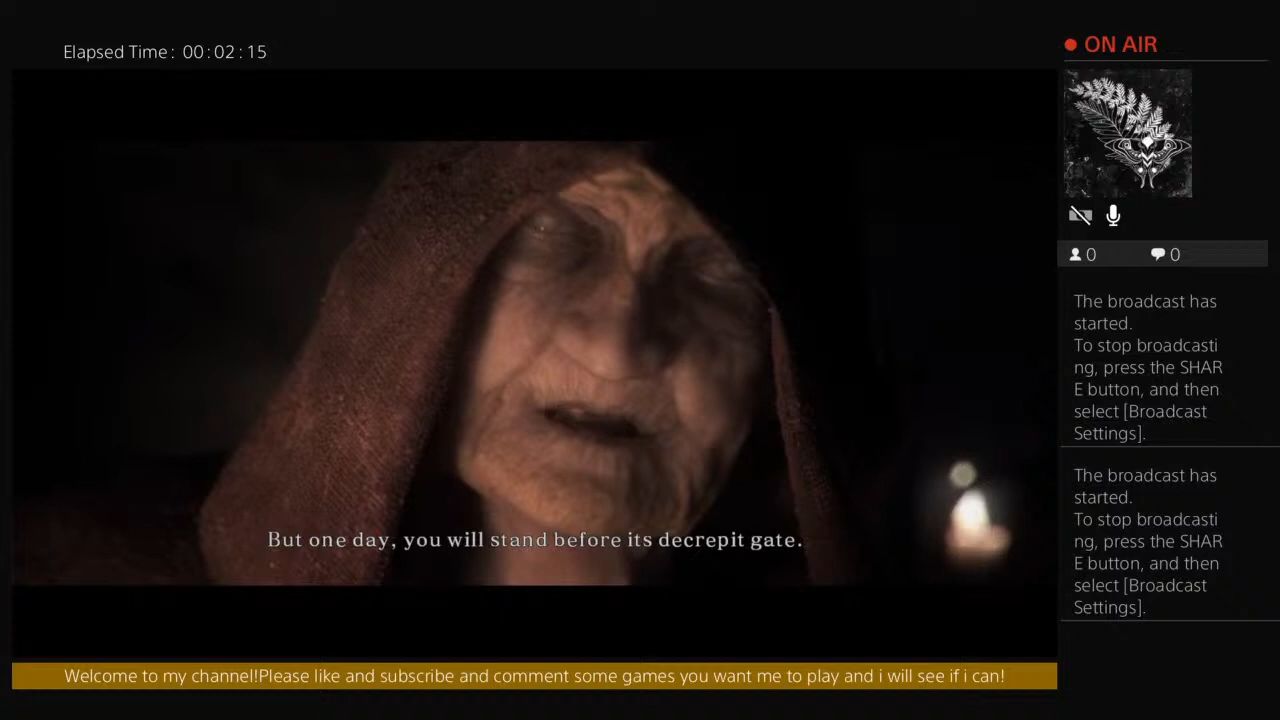 Elapsed Time: 00:02:15
ON AIR
0
0
The broadcast has
started.
To stop broadcasti
ng, press the SHAR
E button, and then
select [Broadcast
Settings].
The broadcast has
started.
To stop broadcasti
ng, press the SHAR
E button, and then
select [Broadcast
Settings].
But one day, you will stand before its decrepit gate.
Welcome to my channel!Please like and subscribe and comment some games you want me to play and i will see if i can!